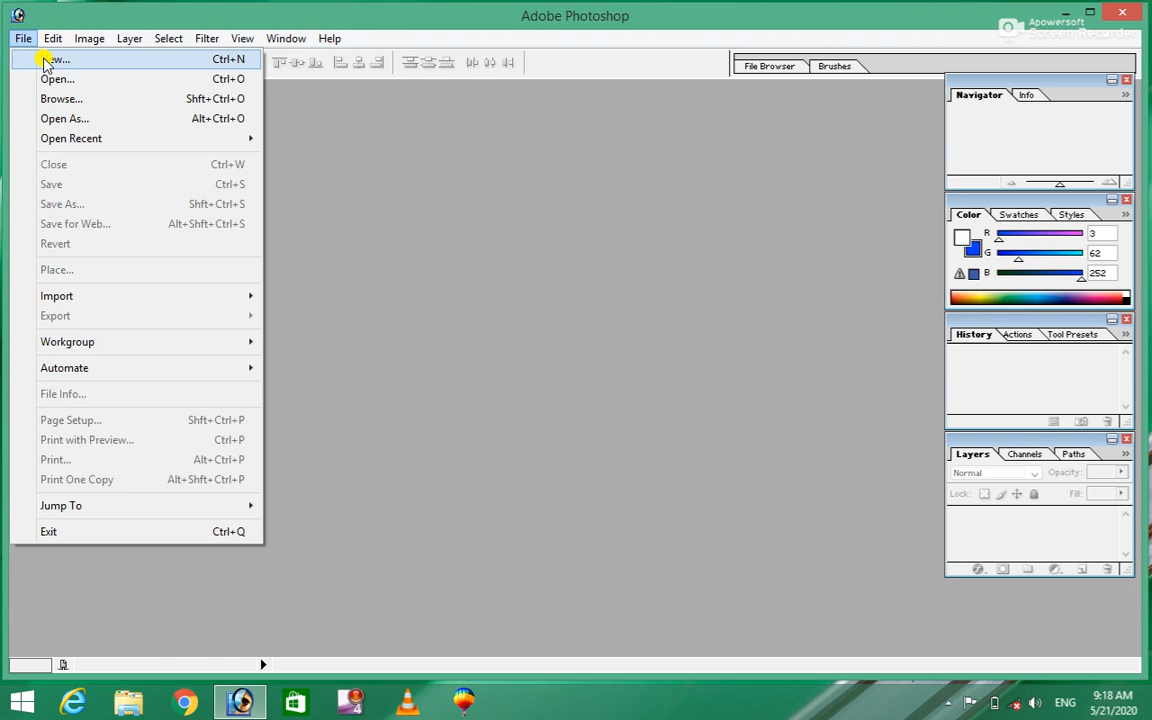 Adobe Photoshop
Apowersoft
Screen Recorder
File Edit Image Layer Select Filter View Window Help
File Browser Brushes
New... Ctrl+N
Open... Ctrl+O
Browse... Shft+Ctrl+O
Open As... Alt+Ctrl+O
Open Recent
Close Ctrl+W
Save Ctrl+S
Save As... Shft+Ctrl+S
Save for Web... Alt+Shft+Ctrl+S
Revert
Place...
Import
Export
Workgroup
Automate
File Info...
Page Setup... Shft+Ctrl+P
Print with Preview... Ctrl+P
Print... Alt+Ctrl+P
Print One Copy Alt+Shft+Ctrl+P
Jump To
Exit Ctrl+Q
Navigator Info
Color Swatches Styles
R 3
G 62
B 252
History Actions Tool Presets
Layers Channels Paths
Normal Opacity:
Lock: Fill:
ENG
9:18 AM
5/21/2020